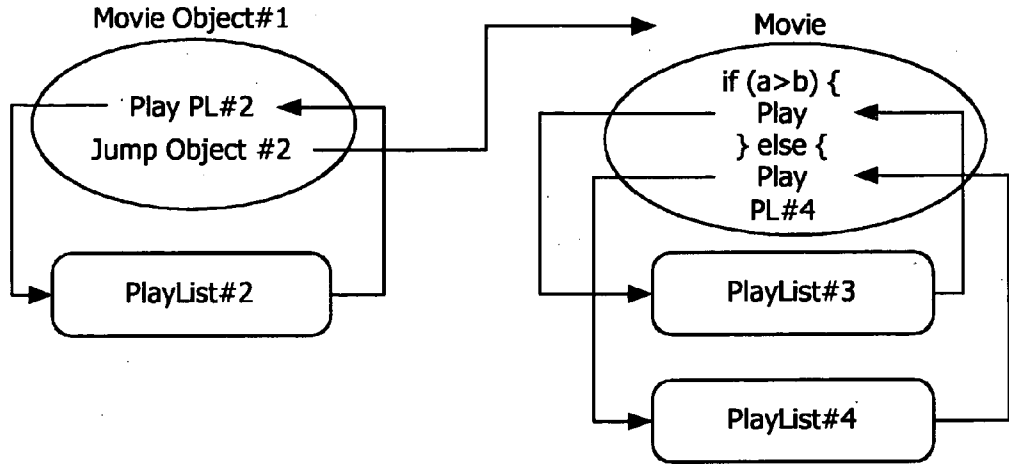 Movie Object#1
Play PL#2
Jump Object #2
PlayList#2
Movie
if (a>b) {
Play
} else {
Play
PL#4
PlayList#3
PlayList#4